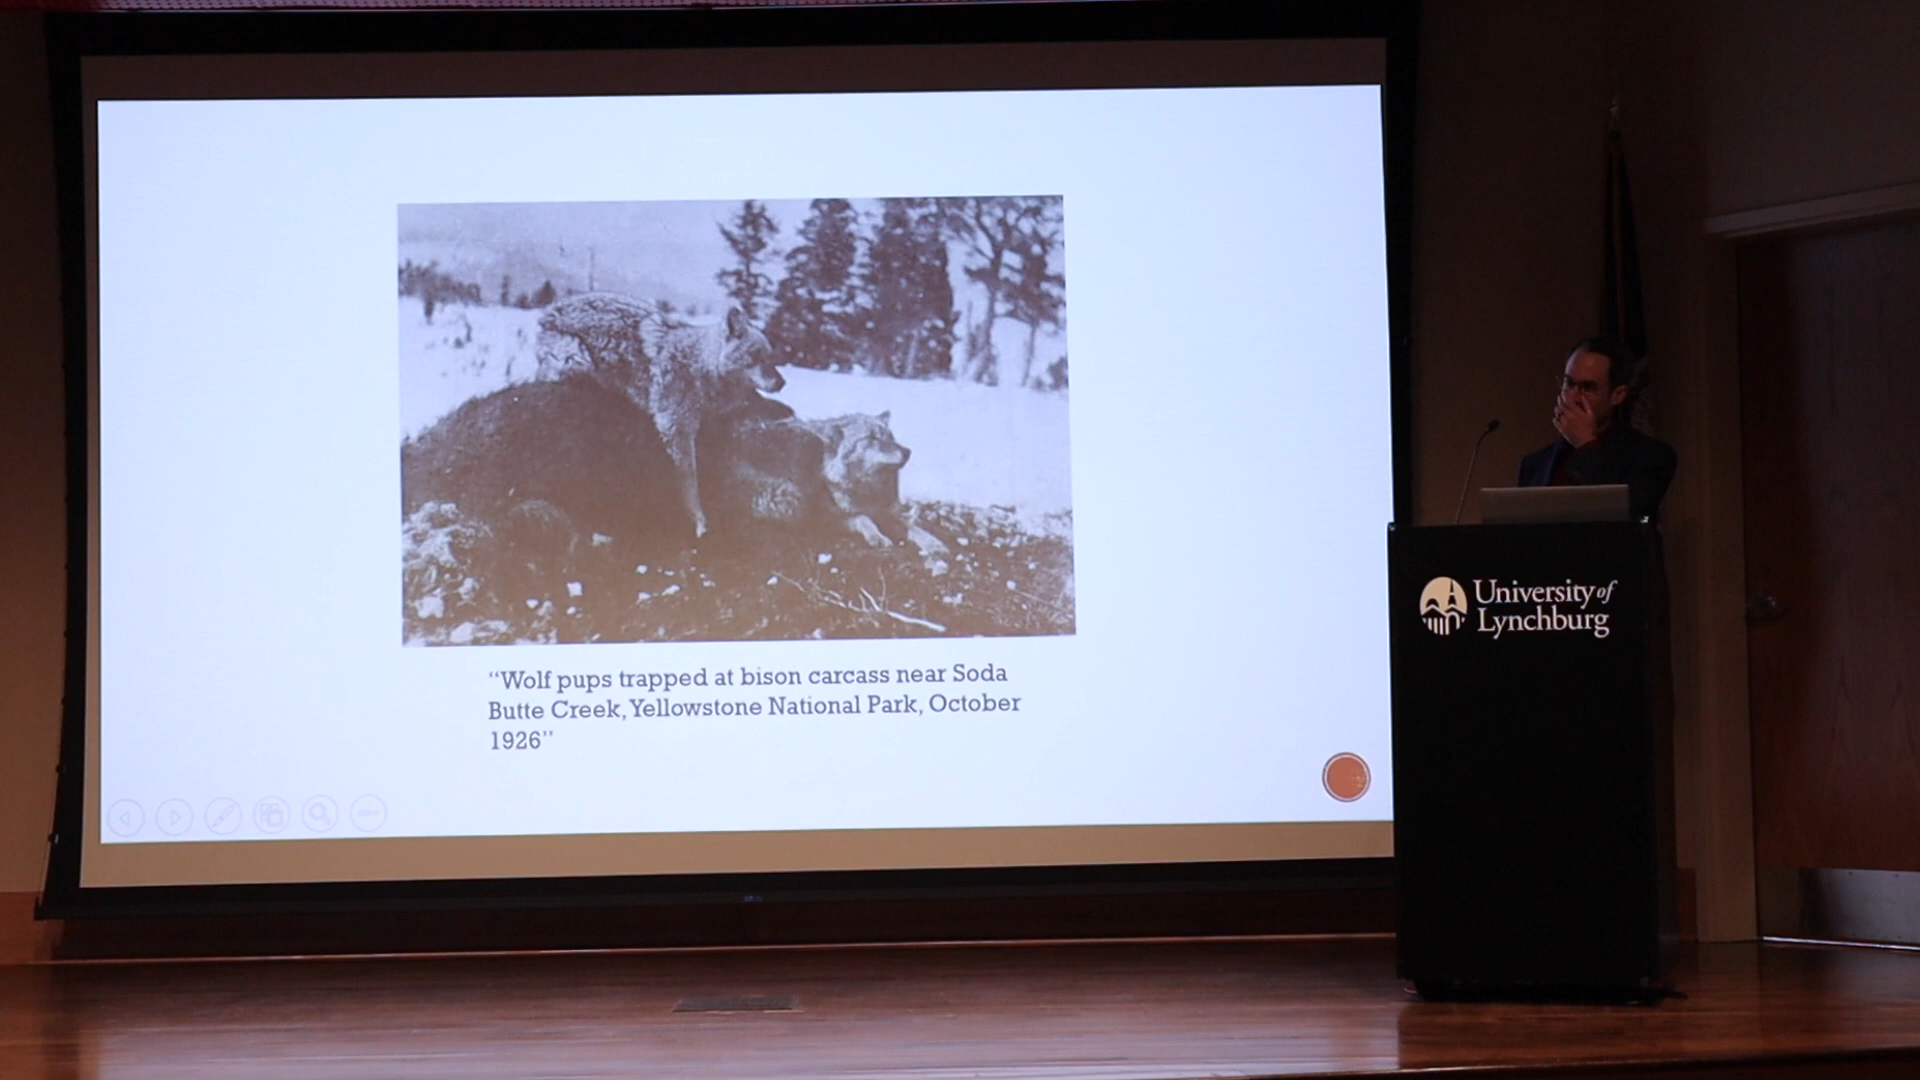 “Wolf pups trapped at bison carcass near Soda
Butte Creek, Yellowstone National Park, October
1926”
University of
Lynchburg